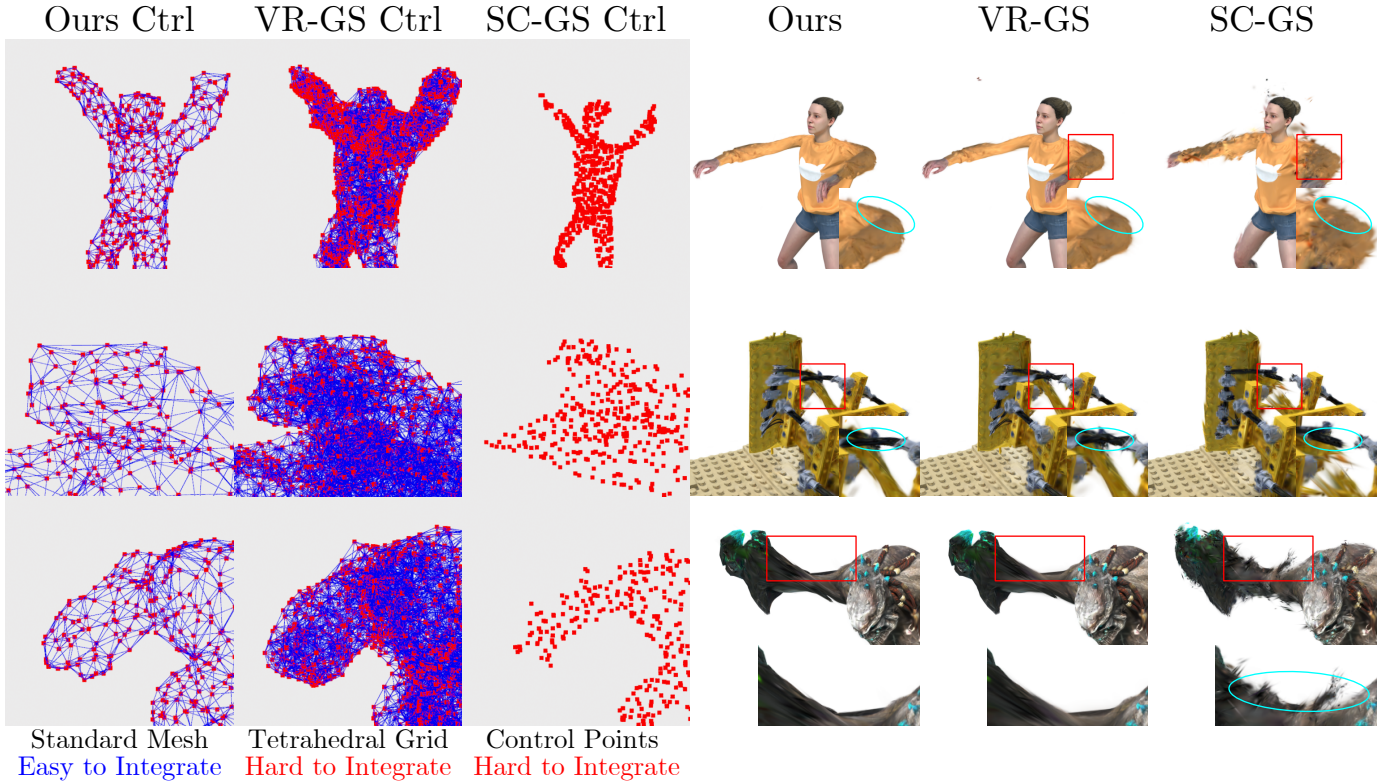 Ours Ctrl VR-GS Ctrl SC-GS Ctrl Ours VR-GS SC-GS
Standard Mesh Tetrahedral Grid Control Points
Easy to Integrate Hard to Integrate Hard to Integrate